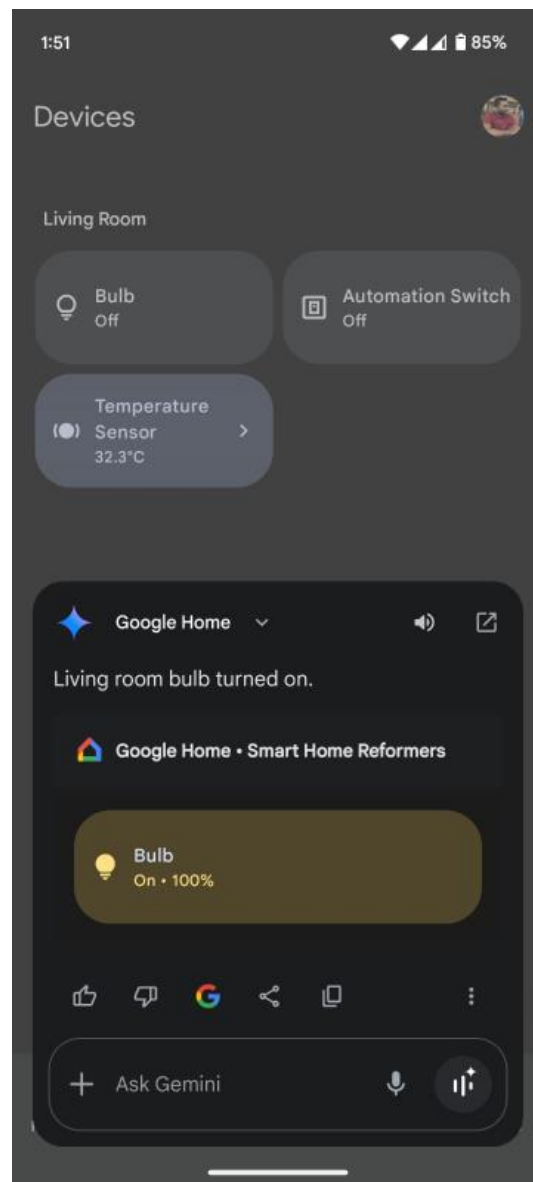 1:51
85%
Devices
Living Room
Bulb
Off
Automation Switch
Off
Temperature
Sensor
32.3°C
Google Home
Living room bulb turned on.
Google Home • Smart Home Reformers
Bulb
On • 100%
Ask Gemini